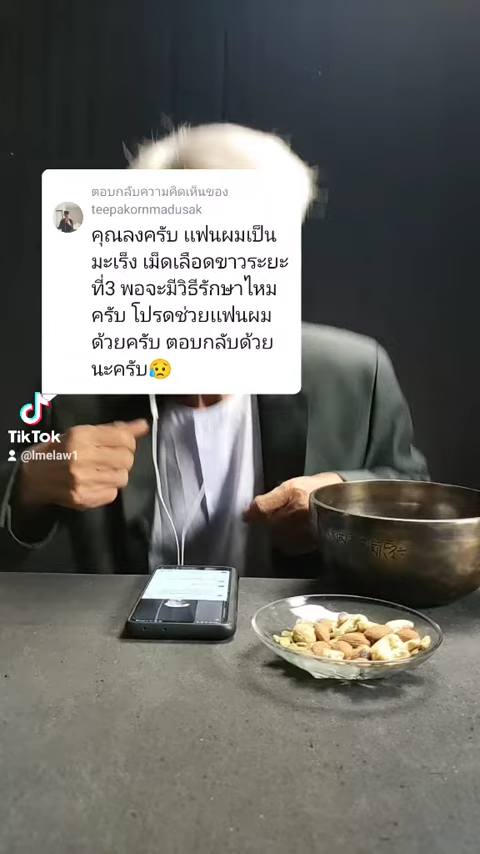 ตอบกลับความคิดเห็นของ
teepakornmadusak
คุณลงครับ แฟนผมเป็น
มะเร็ง เม็ดเลือดขาวระยะ
ที่3 พอจะมีวิธีรักษาไหม
ครับ โปรดช่วยแฟนผม
ด้วยครับ ตอบกลับด้วย
นะครับ😥
TikTok
@lmelaw1